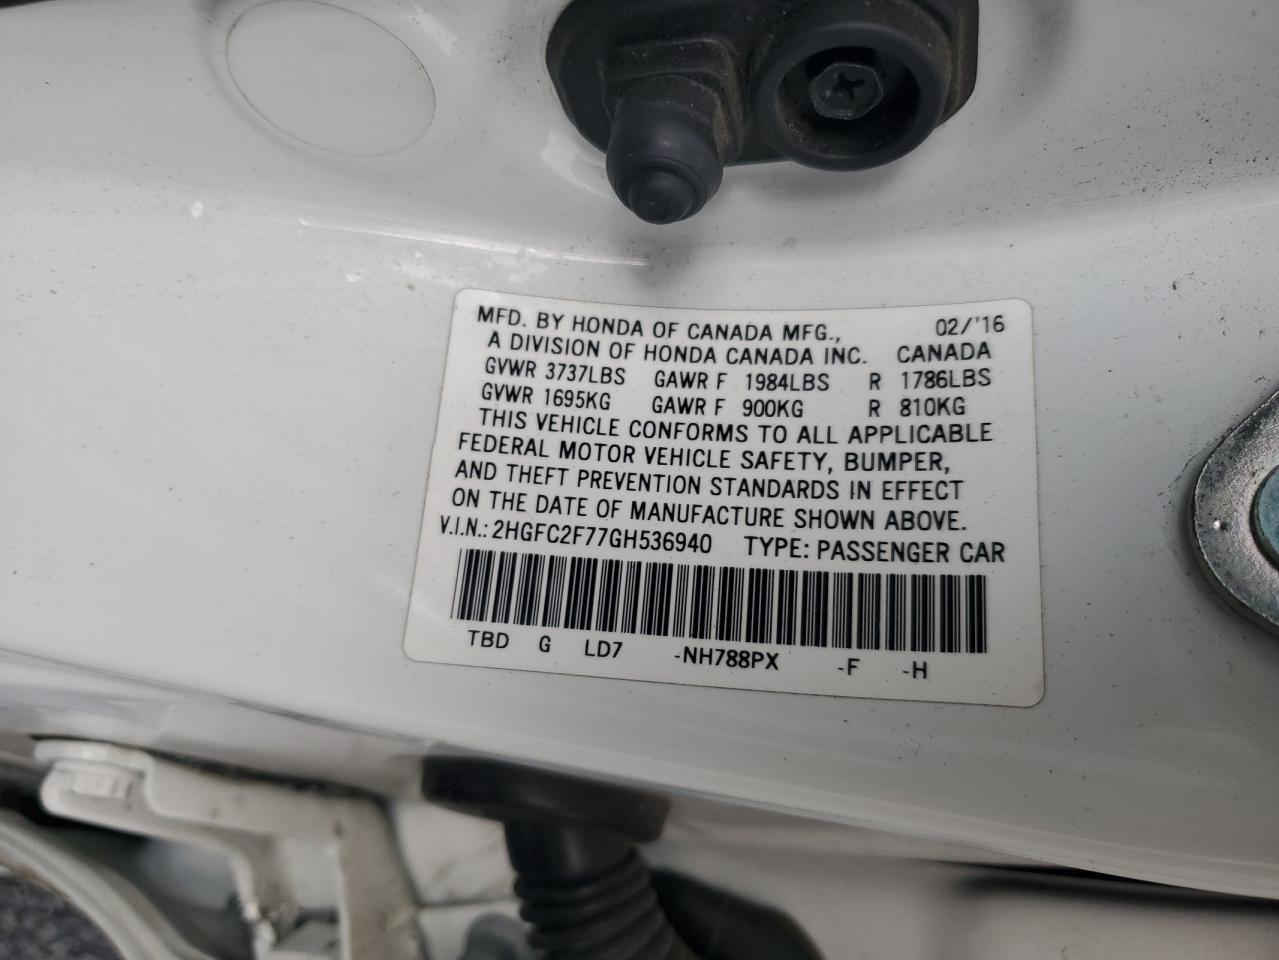 MFD. BY HONDA OF CANADA MFG., 02/'16
A DIVISION OF HONDA CANADA INC. CANADA
GVWR 3737LBS GAWR F 1984LBS R 1786LBS
GVWR 1695KG GAWR F 900KG R 810KG
THIS VEHICLE CONFORMS TO ALL APPLICABLE
FEDERAL MOTOR VEHICLE SAFETY, BUMPER,
AND THEFT PREVENTION STANDARDS IN EFFECT
ON THE DATE OF MANUFACTURE SHOWN ABOVE.
V.I.N.: 2HGFC2F77GH536940 TYPE: PASSENGER CAR
TBD G LD7 -NH788PX -F -H